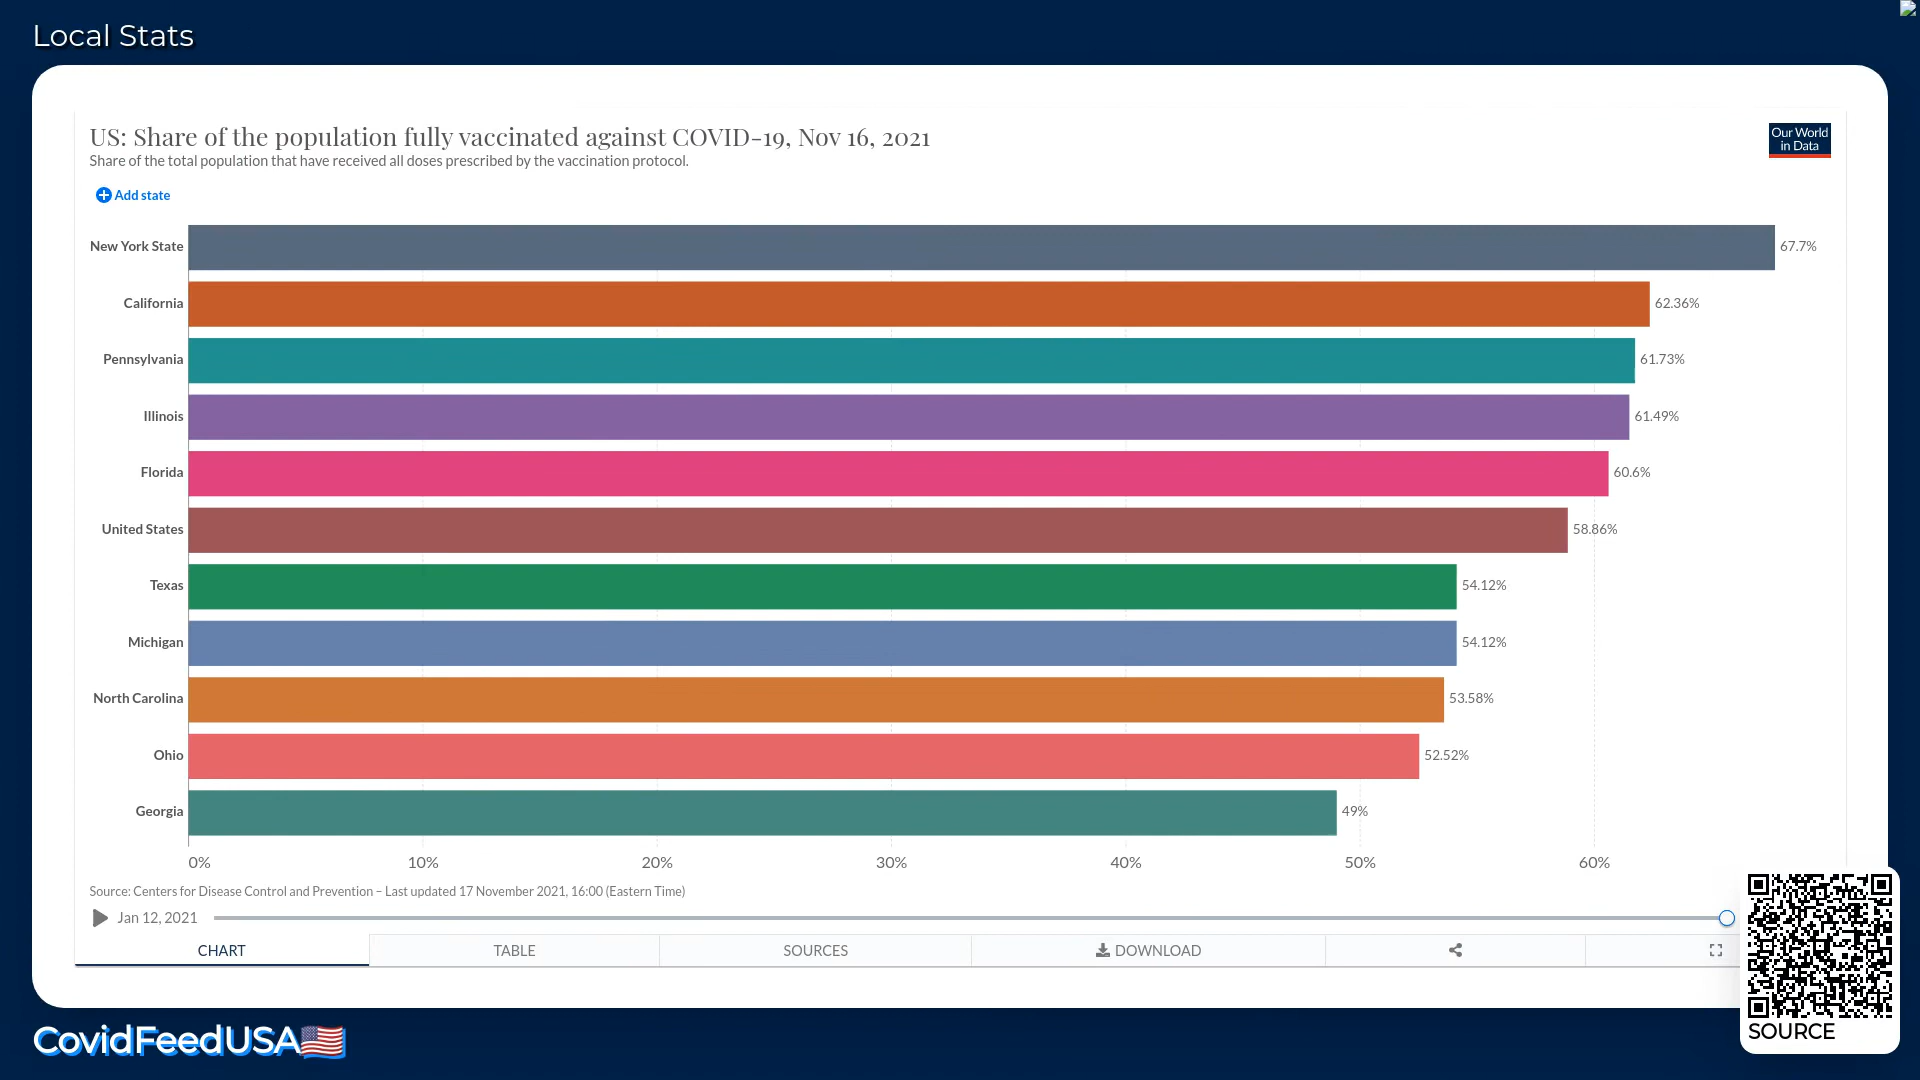 Local Stats
US: Share of the population fully vaccinated against COVID-19, Nov 16, 2021
Share of the total population that have received all doses prescribed by the vaccination protocol.
Our World
in Data
Add state
New York State 67.7%
California 62.36%
Pennsylvania 61.73%
Illinois 61.49%
Florida 60.6%
United States 58.86%
Texas 54.12%
Michigan 54.12%
North Carolina 53.58%
Ohio 52.52%
Georgia 49%
0% 10% 20% 30% 40% 50% 60%
Source: Centers for Disease Control and Prevention – Last updated 17 November 2021, 16:00 (Eastern Time)
Jan 12, 2021
CHART TABLE SOURCES DOWNLOAD
SOURCE
CovidFeedUSA